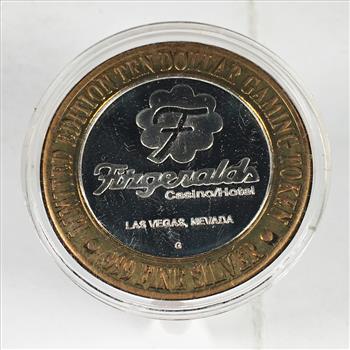 LIMITED EDITION TEN DOLLAR GAMING TOKEN
F
Fitzgeralds
Casino/Hotel
LAS VEGAS, NEVADA
G
.999 FINE SILVER